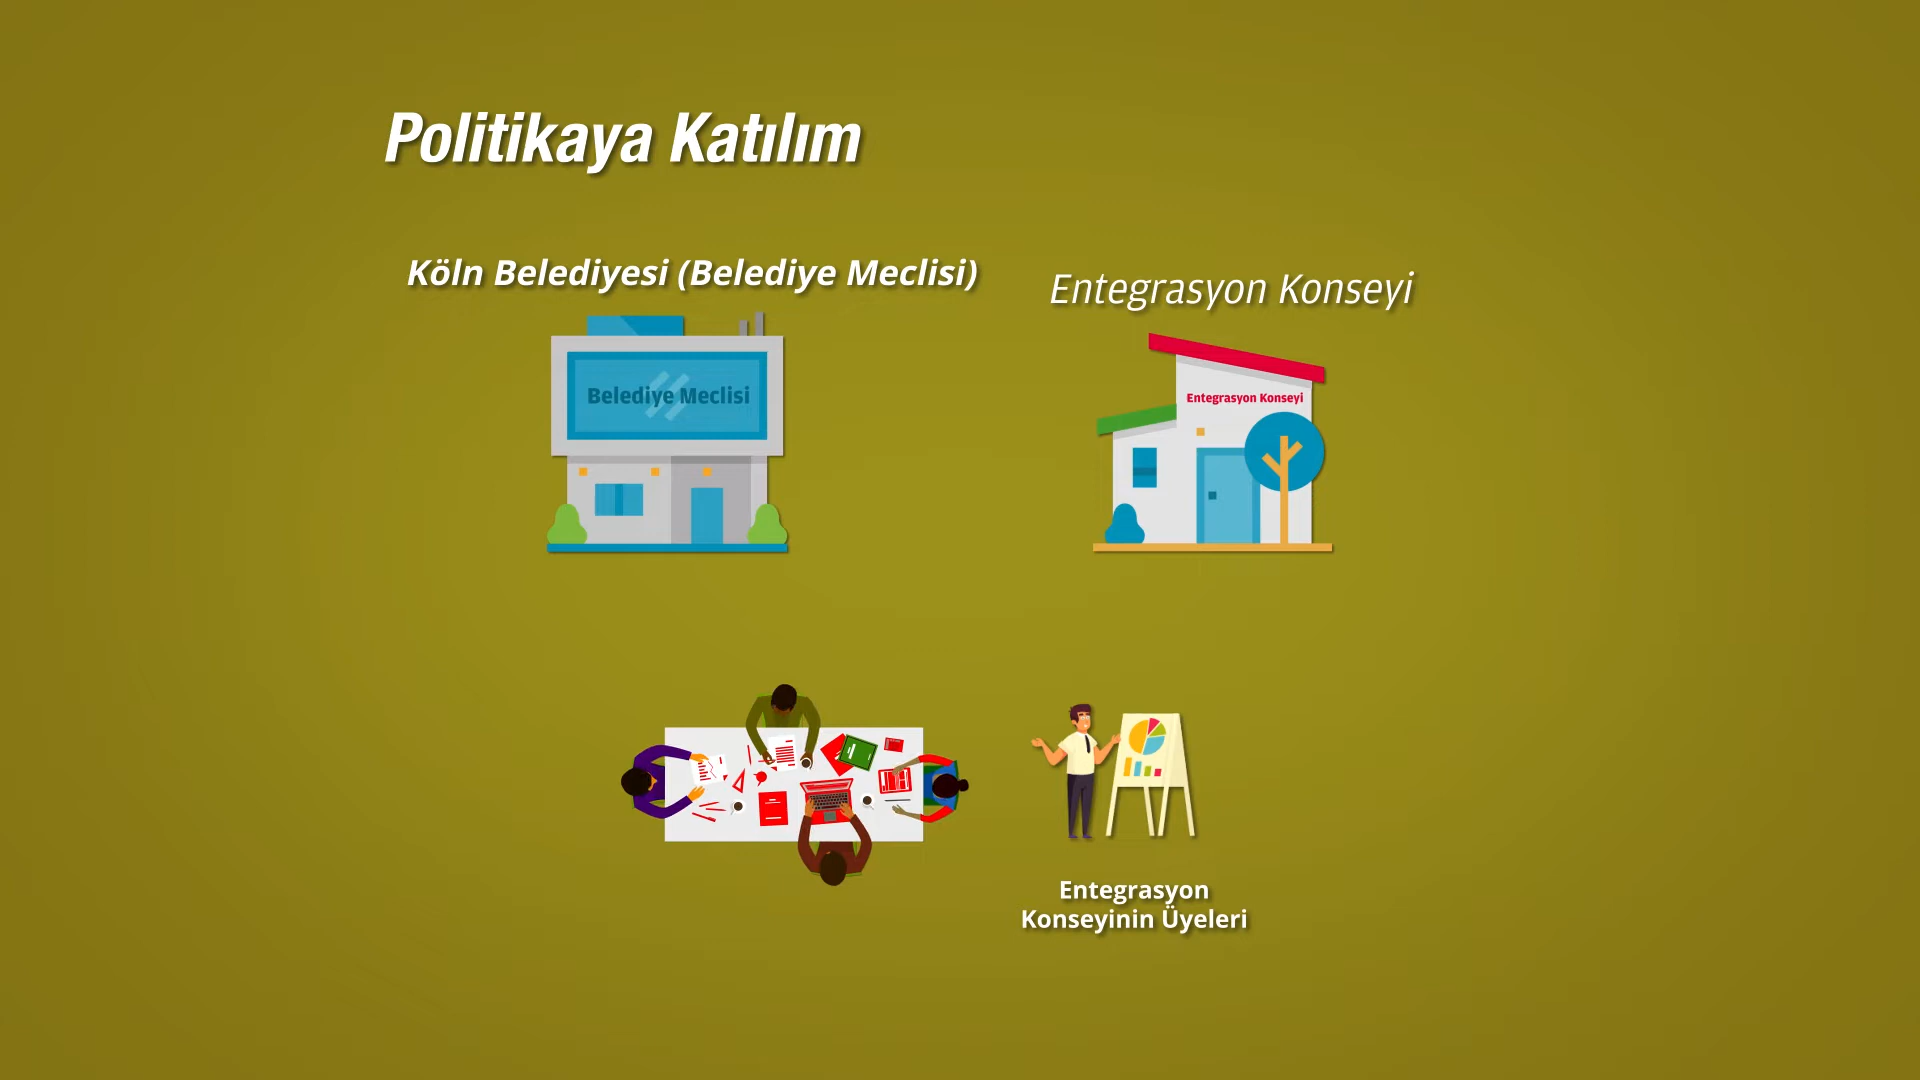 Politikaya Katılım
Köln Belediyesi (Belediye Meclisi)
Entegrasyon Konseyi
Belediye Meclisi
Entegrasyon Konseyi
Entegrasyon
Konseyinin Üyeleri